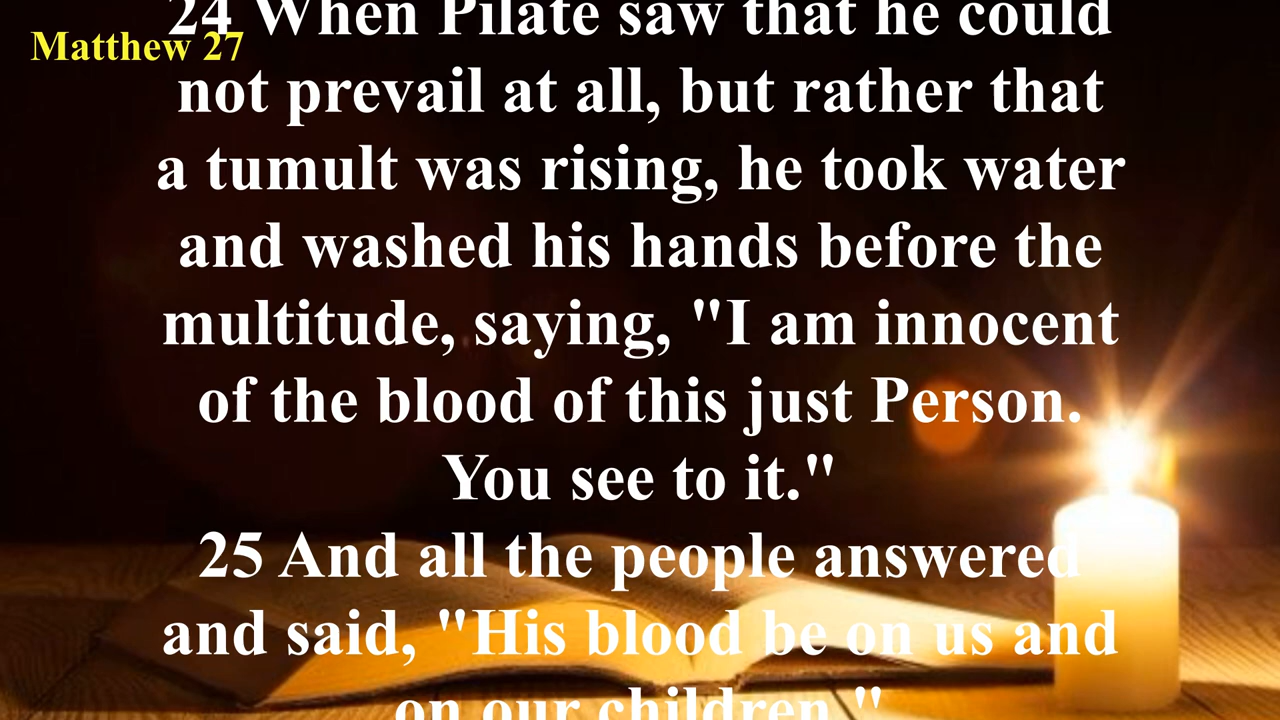 Matthew 27
24 When Pilate saw that he could
not prevail at all, but rather that
a tumult was rising, he took water
and washed his hands before the
multitude, saying, "I am innocent
of the blood of this just Person.
You see to it."
25 And all the people answered
and said, "His blood be on us and
on our children."